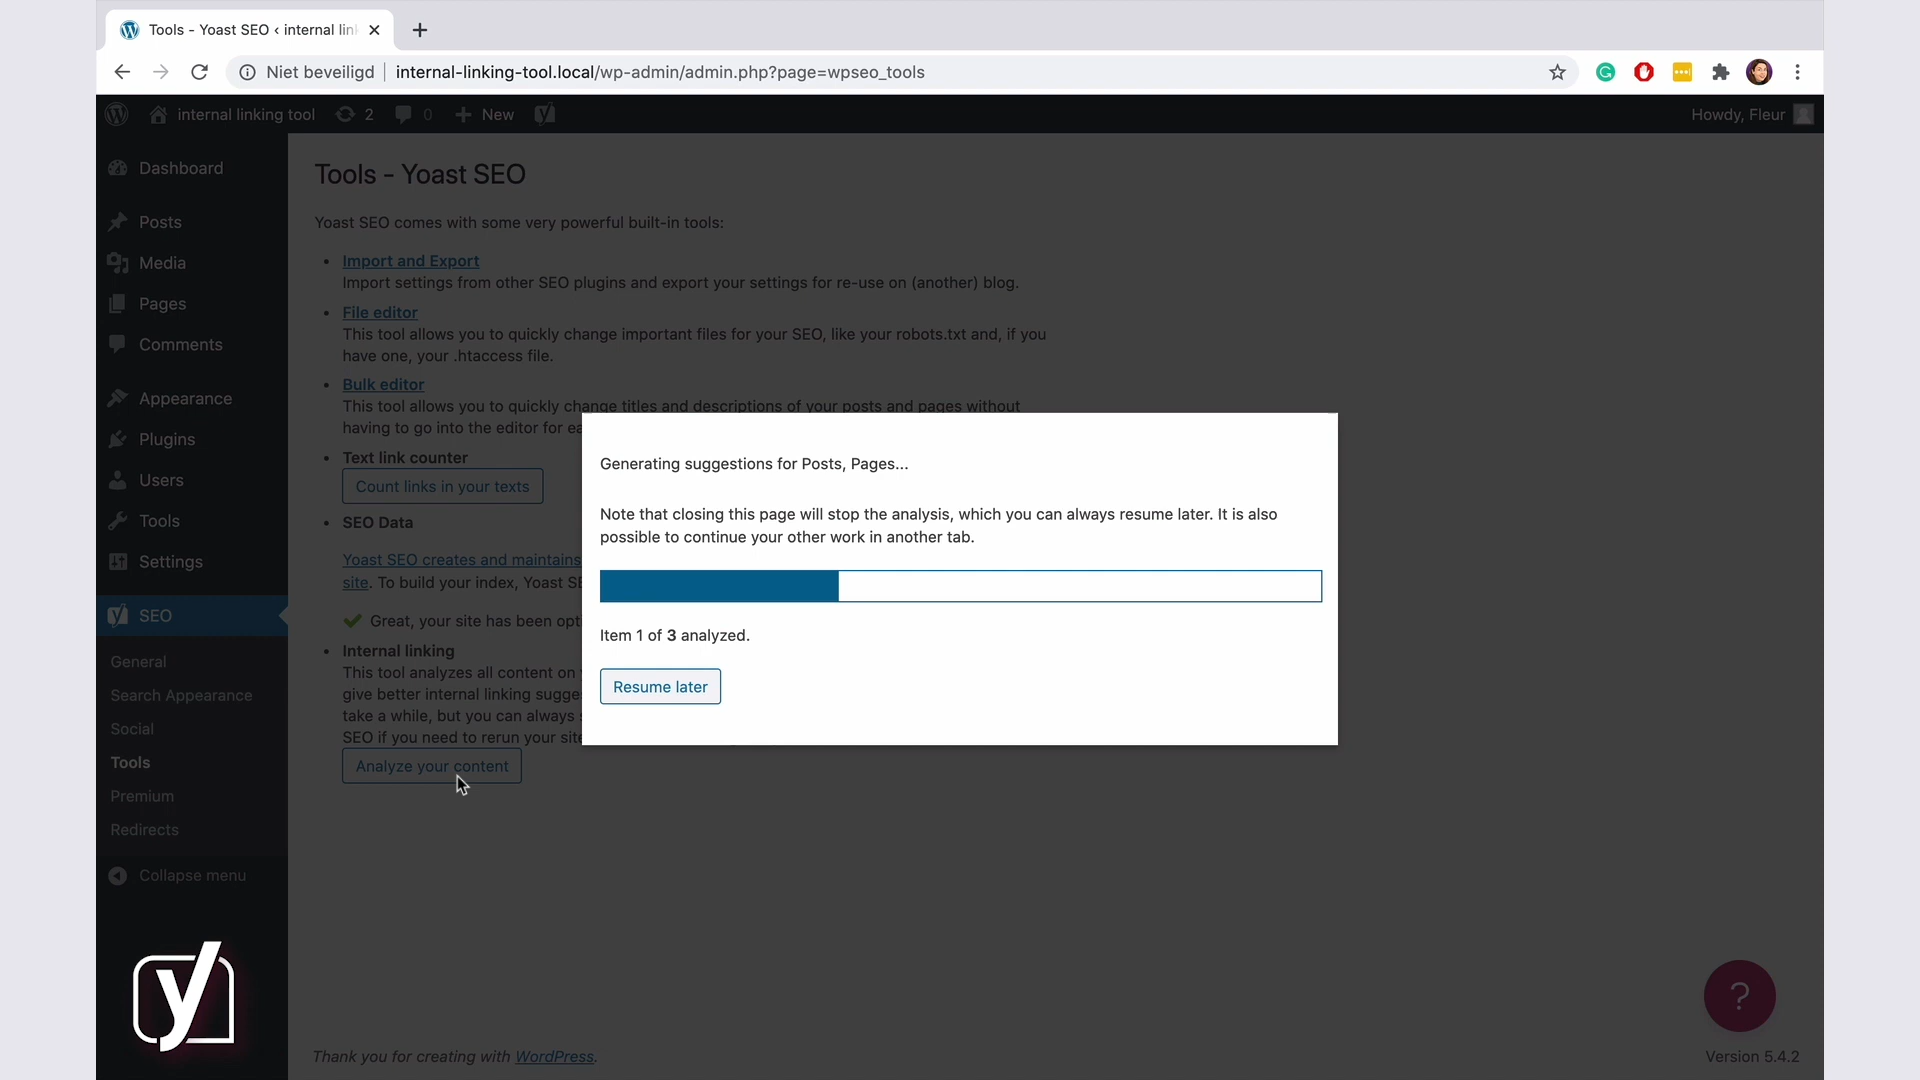 Tools - Yoast SEO ‹ internal lin
Niet beveiligd internal-linking-tool.local/wp-admin/admin.php?page=wpseo_tools
internal linking tool 2 0 New Howdy, Fleur
Dashboard
Posts
Media
Pages
Comments
Appearance
Plugins
Users
Tools
Settings
SEO
General
Search Appearance
Social
Tools
Premium
Redirects
Collapse menu
Tools - Yoast SEO
Yoast SEO comes with some very powerful built-in tools:
• Import and Export
Import settings from other SEO plugins and export your settings for re-use on (another) blog.
• File editor
This tool allows you to quickly change important files for your SEO, like your robots.txt and, if you
have one, your .htaccess file.
• Bulk editor
This tool allows you to quickly change titles and descriptions of your posts and pages without
having to go into the editor for ea
• Text link counter
Count links in your texts
• SEO Data
Yoast SEO creates and maintains
site. To build your index, Yoast SE
Great, your site has been opt
• Internal linking
This tool analyzes all content on
give better internal linking sugge
take a while, but you can always s
SEO if you need to rerun your site
Analyze your content
Generating suggestions for Posts, Pages...
Note that closing this page will stop the analysis, which you can always resume later. It is also
possible to continue your other work in another tab.
Item 1 of 3 analyzed.
Resume later
y
?
Thank you for creating with WordPress.
Version 5.4.2